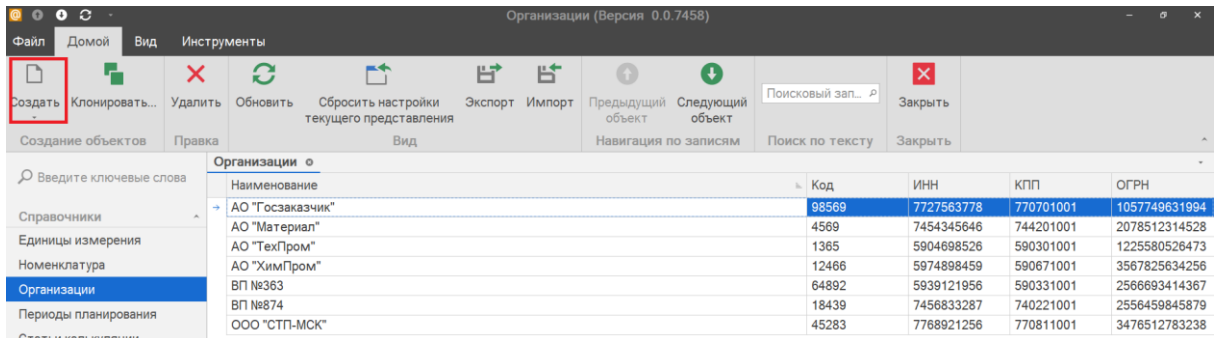 Организации (Версия 0.0.7458)
Файл Домой Вид Инструменты
Создать Клонировать... Удалить Обновить Сбросить настройки текущего представления Экспорт Импорт Предыдущий объект Следующий объект Поисковый зап... Закрыть
Создание объектов Правка Вид Навигация по записям Поиск по тексту Закрыть
Введите ключевые слова
Справочники
Единицы измерения
Номенклатура
Организации
Периоды планирования
Статьи калькуляции
Организации
Наименование Код ИНН КПП ОГРН
АО "Госзаказчик" 98569 7727563778 770701001 1057749631994
АО "Материал" 4569 7454345646 744201001 2078512314528
АО "ТехПром" 1365 5904698526 590301001 1225580526473
АО "ХимПром" 12466 5974898459 590671001 3567825634256
ВП №363 64892 5939121956 590331001 2566693414367
ВП №874 18439 7456833287 740221001 2556459845879
ООО "СТП-МСК" 45283 7768921256 770811001 3476512783238